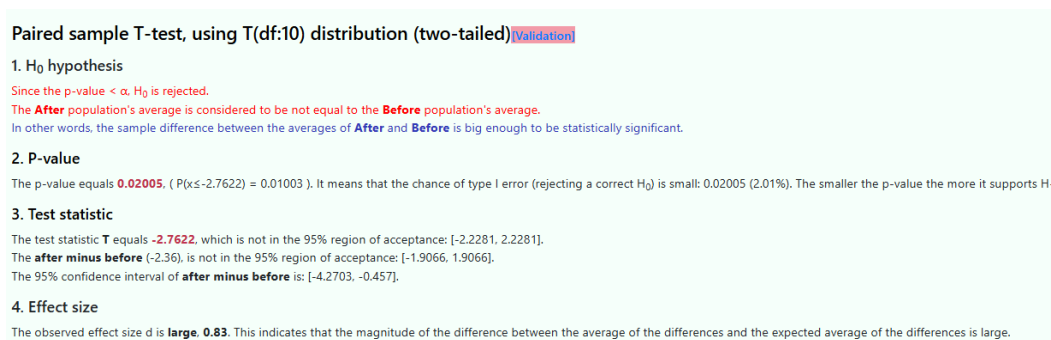 Paired sample T-test, using T(df:10) distribution (two-tailed)[Validation]
1. H₀ hypothesis
Since the p-value < α, H₀ is rejected.
The After population's average is considered to be not equal to the Before population's average.
In other words, the sample difference between the averages of After and Before is big enough to be statistically significant.
2. P-value
The p-value equals 0.02005, ( P(x≤-2.7622) = 0.01003 ). It means that the chance of type I error (rejecting a correct H₀) is small: 0.02005 (2.01%). The smaller the p-value the more it supports H
3. Test statistic
The test statistic T equals -2.7622, which is not in the 95% region of acceptance: [-2.2281, 2.2281].
The after minus before (-2.36), is not in the 95% region of acceptance: [-1.9066, 1.9066].
The 95% confidence interval of after minus before is: [-4.2703, -0.457].
4. Effect size
The observed effect size d is large, 0.83. This indicates that the magnitude of the difference between the average of the differences and the expected average of the differences is large.